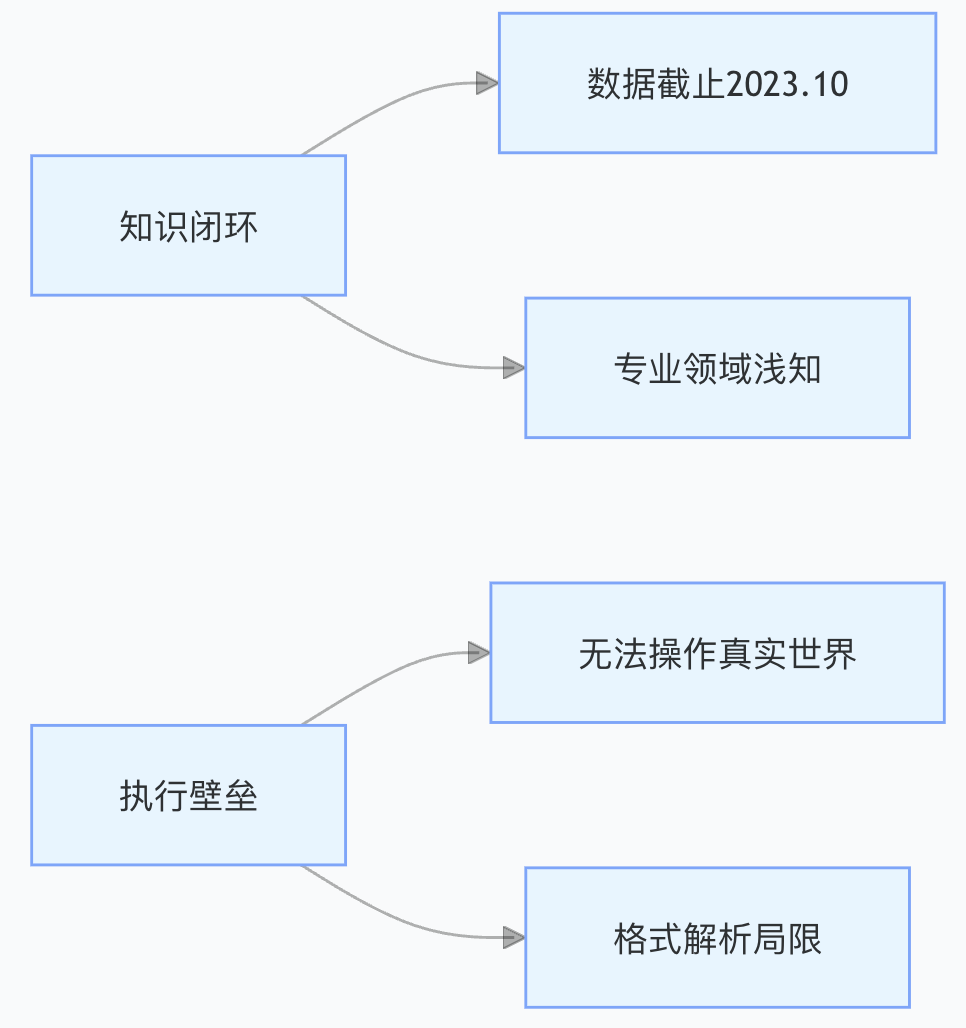 数据截止2023.10
知识闭环
专业领域浅知
无法操作真实世界
执行壁垒
格式解析局限